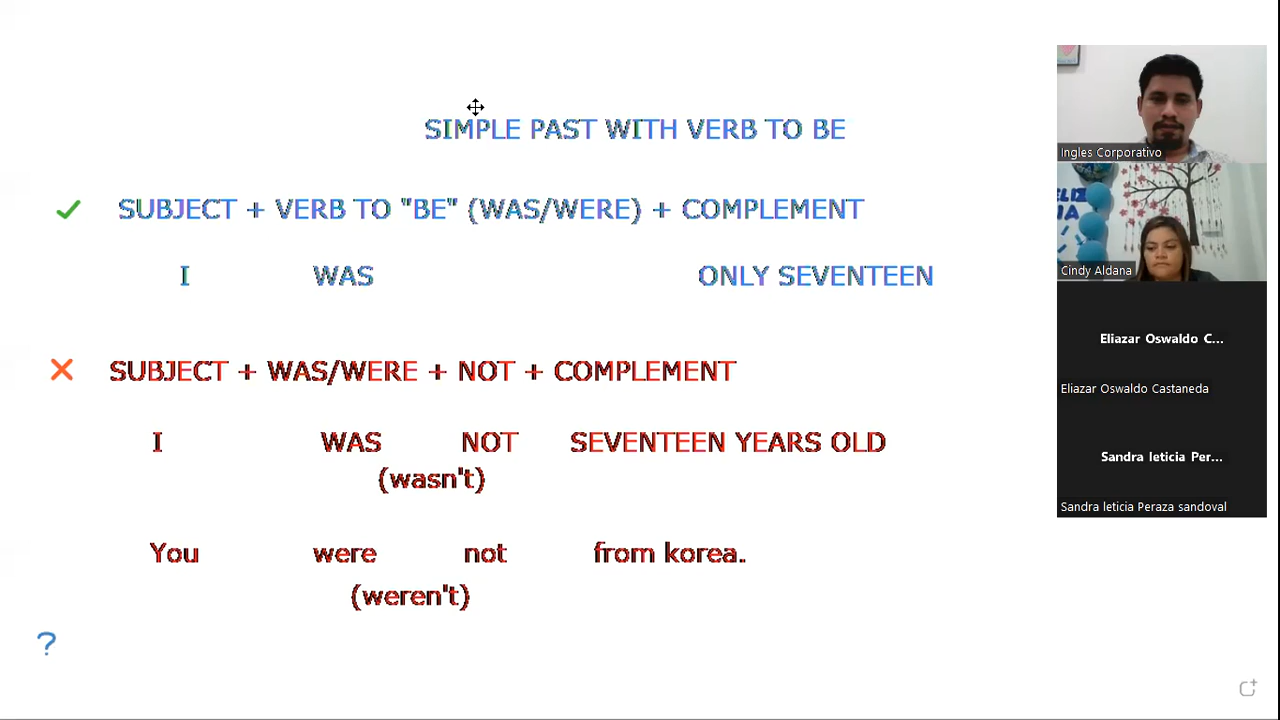 SIMPLE PAST WITH VERB TO BE
SUBJECT + VERB TO "BE" (WAS/WERE) + COMPLEMENT
I WAS ONLY SEVENTEEN
SUBJECT + WAS/WERE + NOT + COMPLEMENT
I WAS NOT SEVENTEEN YEARS OLD
(wasn't)
You were not from korea.
(weren't)
?
Ingles Corporativo
Cindy Aldana
Eliazar Oswaldo C...
Eliazar Oswaldo Castaneda
Sandra leticia Per...
Sandra leticia Peraza sandoval